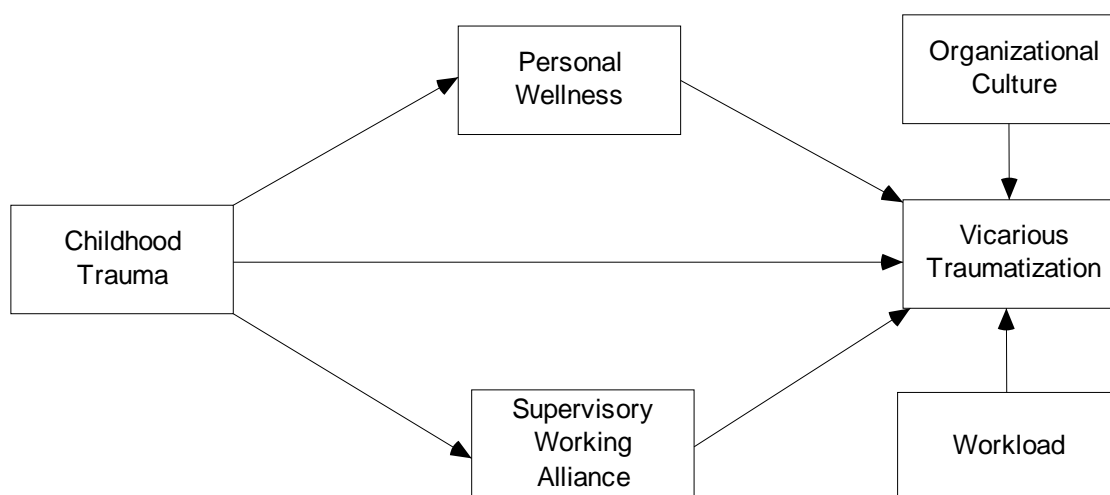 Personal
Wellness
Organizational
Culture
Childhood
Trauma
Vicarious
Traumatization
Supervisory
Working
Alliance
Workload